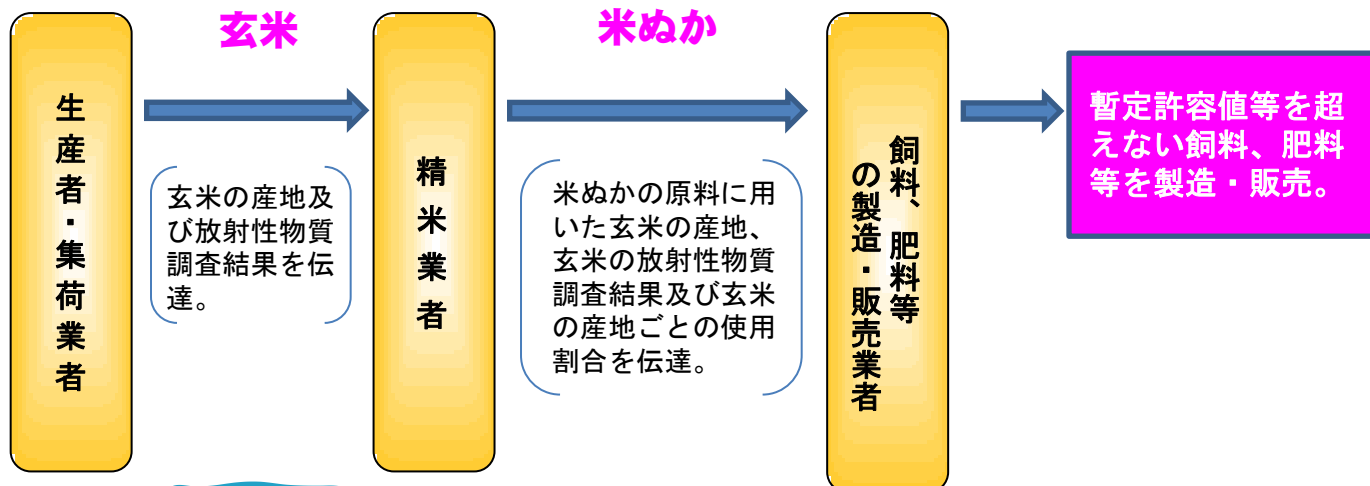 玄米
米ぬか
生産者・集荷業者
玄米の産地及
び放射性物質
調査結果を伝
達。
精米業者
米ぬかの原料に用
いた玄米の産地、
玄米の放射性物質
調査結果及び玄米
の産地ごとの使用
割合を伝達。
飼料、肥料等
の製造・販売業者
暫定許容値等を超
えない飼料、肥料
等を製造・販売。